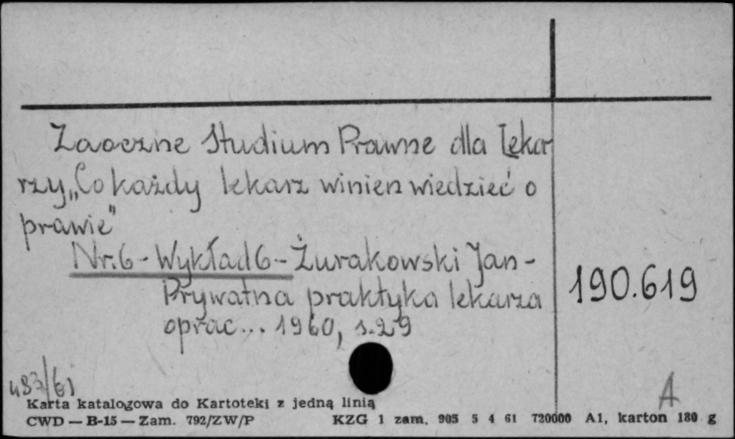 Zaoczne Studium Prawne dla Lekar
rzy „Co każdy lekarz winien wiedzieć o
prawie"
Nr.6 - Wykład 6 - Żurakowski Jan -
Prywatna praktyka lekarza
oprac... 1960, s.29
190.619
483/61
A
Karta katalogowa do Kartoteki z jedną linią
CWD — B-15 — Zam. 792/ZW/P KZG 1 zam. 905 5 4 61 720000 A1, karton 180 g